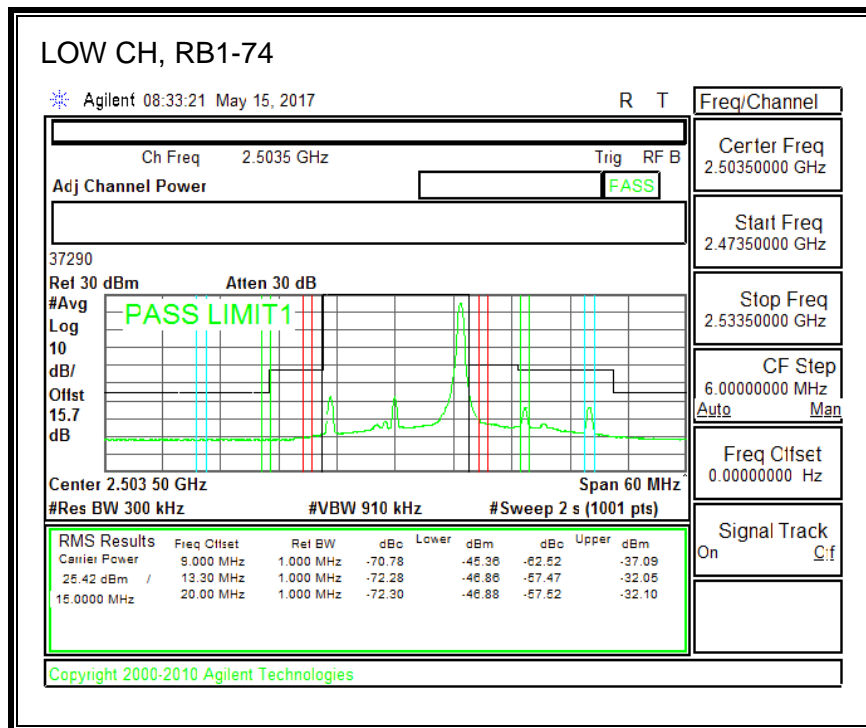 LOW CH, RB1-74
Agilent 08:33:21 May 15, 2017 R T
Freq/Channel
Ch Freq 2.5035 GHz Trig RF B
Adj Channel Power PASS
37290
Ref 30 dBm Atten 30 dB
#Avg
Log
10
dB/
Offst
15.7
dB
PASS LIMIT1
Center 2.503 50 GHz Span 60 MHz^
#Res BW 300 kHz #VBW 910 kHz #Sweep 2 s (1001 pts)
RMS Results Freq Offset Ref BW dBc Lower dBm dBc Upper dBm
Carrier Power 9.000 MHz 1.000 MHz -70.78 -45.36 -62.52 -37.09
25.42 dBm / 13.30 MHz 1.000 MHz -72.28 -46.86 -57.47 -32.05
15.0000 MHz 20.00 MHz 1.000 MHz -72.30 -46.88 -57.52 -32.10
Copyright 2000-2010 Agilent Technologies
Center Freq
2.50350000 GHz
Start Freq
2.47350000 GHz
Stop Freq
2.53350000 GHz
CF Step
6.00000000 MHz
Auto Man
Freq Offset
0.00000000 Hz
Signal Track
On Off